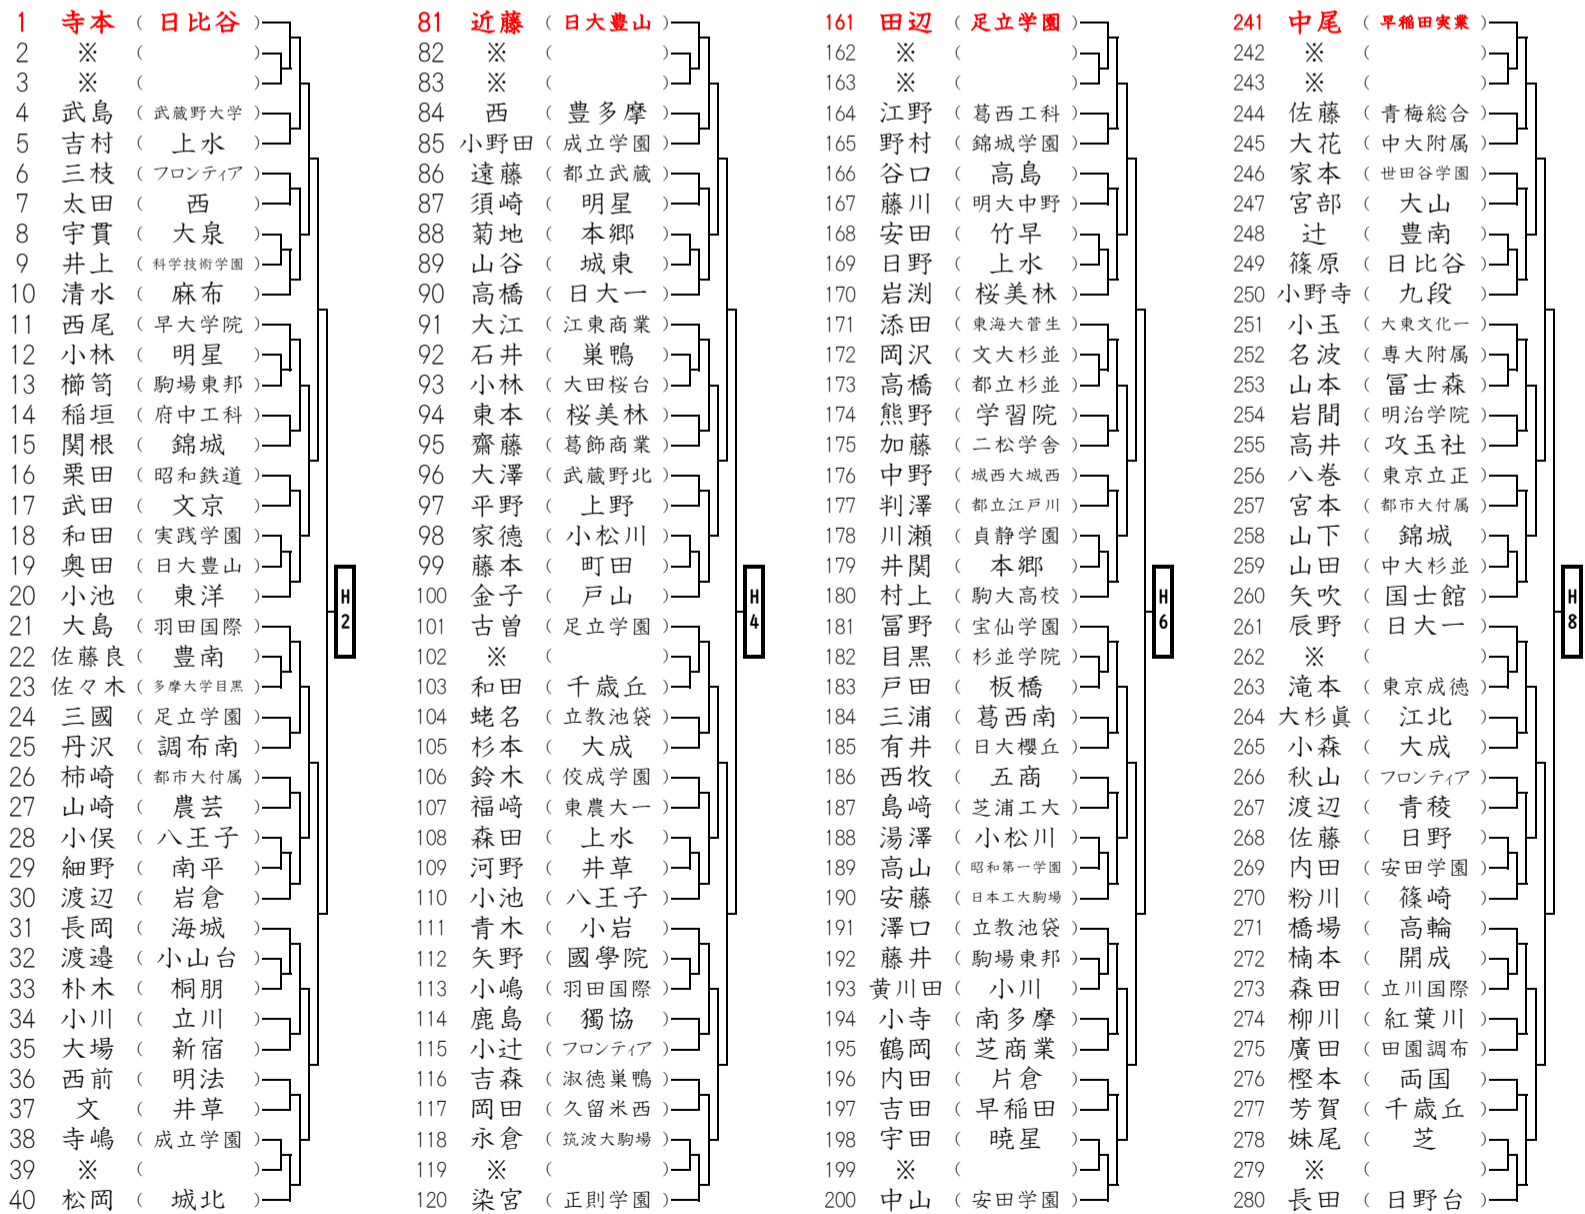 1 寺本 ( 日比谷 )
2 ※ ( )
3 ※ ( )
4 武島 ( 武蔵野大学 )
5 吉村 ( 上水 )
6 三枝 ( フロンティア )
7 太田 ( 西 )
8 宇貫 ( 大泉 )
9 井上 ( 科学技術学園 )
10 清水 ( 麻布 )
11 西尾 ( 早大学院 )
12 小林 ( 明星 )
13 櫛笥 ( 駒場東邦 )
14 稲垣 ( 府中工科 )
15 関根 ( 錦城 )
16 栗田 ( 昭和鉄道 )
17 武田 ( 文京 )
18 和田 ( 実践学園 )
19 奥田 ( 日大豊山 )
20 小池 ( 東洋 )
21 大島 ( 羽田国際 )
22 佐藤良 ( 豊南 )
23 佐々木 ( 多摩大学目黒 )
24 三國 ( 足立学園 )
25 丹沢 ( 調布南 )
26 柿崎 ( 都市大付属 )
27 山崎 ( 農芸 )
28 小俣 ( 八王子 )
29 細野 ( 南平 )
30 渡辺 ( 岩倉 )
31 長岡 ( 海城 )
32 渡邉 ( 小山台 )
33 朴木 ( 桐朋 )
34 小川 ( 立川 )
35 大場 ( 新宿 )
36 西前 ( 明法 )
37 文 ( 井草 )
38 寺嶋 ( 成立学園 )
39 ※ ( )
40 松岡 ( 城北 )
H2
81 近藤 ( 日大豊山 )
82 ※ ( )
83 ※ ( )
84 西 ( 豊多摩 )
85 小野田 ( 成立学園 )
86 遠藤 ( 都立武蔵 )
87 須崎 ( 明星 )
88 菊地 ( 本郷 )
89 山谷 ( 城東 )
90 高橋 ( 日大一 )
91 大江 ( 江東商業 )
92 石井 ( 巣鴨 )
93 小林 ( 大田桜台 )
94 東本 ( 桜美林 )
95 齋藤 ( 葛飾商業 )
96 大澤 ( 武蔵野北 )
97 平野 ( 上野 )
98 家德 ( 小松川 )
99 藤本 ( 町田 )
100 金子 ( 戸山 )
101 古曽 ( 足立学園 )
102 ※ ( )
103 和田 ( 千歳丘 )
104 蛯名 ( 立教池袋 )
105 杉本 ( 大成 )
106 鈴木 ( 佼成学園 )
107 福﨑 ( 東農大一 )
108 森田 ( 上水 )
109 河野 ( 井草 )
110 小池 ( 八王子 )
111 青木 ( 小岩 )
112 矢野 ( 國學院 )
113 小嶋 ( 羽田国際 )
114 鹿島 ( 獨協 )
115 小辻 ( フロンティア )
116 吉森 ( 淑徳巣鴨 )
117 岡田 ( 久留米西 )
118 永倉 ( 筑波大駒場 )
119 ※ ( )
120 染宮 ( 正則学園 )
H4
161 田辺 ( 足立学園 )
162 ※ ( )
163 ※ ( )
164 江野 ( 葛西工科 )
165 野村 ( 錦城学園 )
166 谷口 ( 高島 )
167 藤川 ( 明大中野 )
168 安田 ( 竹早 )
169 日野 ( 上水 )
170 岩渕 ( 桜美林 )
171 添田 ( 東海大菅生 )
172 岡沢 ( 文大杉並 )
173 高橋 ( 都立杉並 )
174 熊野 ( 学習院 )
175 加藤 ( 二松学舎 )
176 中野 ( 城西大城西 )
177 判澤 ( 都立江戸川 )
178 川瀬 ( 貞静学園 )
179 井関 ( 本郷 )
180 村上 ( 駒大高校 )
181 冨野 ( 宝仙学園 )
182 目黒 ( 杉並学院 )
183 戸田 ( 板橋 )
184 三浦 ( 葛西南 )
185 有井 ( 日大櫻丘 )
186 西牧 ( 五商 )
187 島﨑 ( 芝浦工大 )
188 湯澤 ( 小松川 )
189 高山 ( 昭和第一学園 )
190 安藤 ( 日本工大駒場 )
191 澤口 ( 立教池袋 )
192 藤井 ( 駒場東邦 )
193 黄川田 ( 小川 )
194 小寺 ( 南多摩 )
195 鶴岡 ( 芝商業 )
196 内田 ( 片倉 )
197 吉田 ( 早稲田 )
198 宇田 ( 暁星 )
199 ※ ( )
200 中山 ( 安田学園 )
H6
241 中尾 ( 早稲田実業 )
242 ※ ( )
243 ※ ( )
244 佐藤 ( 青梅総合 )
245 大花 ( 中大附属 )
246 家本 ( 世田谷学園 )
247 宮部 ( 大山 )
248 辻 ( 豊南 )
249 篠原 ( 日比谷 )
250 小野寺 ( 九段 )
251 小玉 ( 大東文化一 )
252 名波 ( 専大附属 )
253 山本 ( 冨士森 )
254 岩間 ( 明治学院 )
255 高井 ( 攻玉社 )
256 八巻 ( 東京立正 )
257 宮本 ( 都市大付属 )
258 山下 ( 錦城 )
259 山田 ( 中大杉並 )
260 矢吹 ( 国士館 )
261 辰野 ( 日大一 )
262 ※ ( )
263 滝本 ( 東京成徳 )
264 大杉眞 ( 江北 )
265 小森 ( 大成 )
266 秋山 ( フロンティア )
267 渡辺 ( 青稜 )
268 佐藤 ( 日野 )
269 内田 ( 安田学園 )
270 粉川 ( 篠崎 )
271 橋場 ( 高輪 )
272 楠本 ( 開成 )
273 森田 ( 立川国際 )
274 柳川 ( 紅葉川 )
275 廣田 ( 田園調布 )
276 樫本 ( 両国 )
277 芳賀 ( 千歳丘 )
278 妹尾 ( 芝 )
279 ※ ( )
280 長田 ( 日野台 )
H8